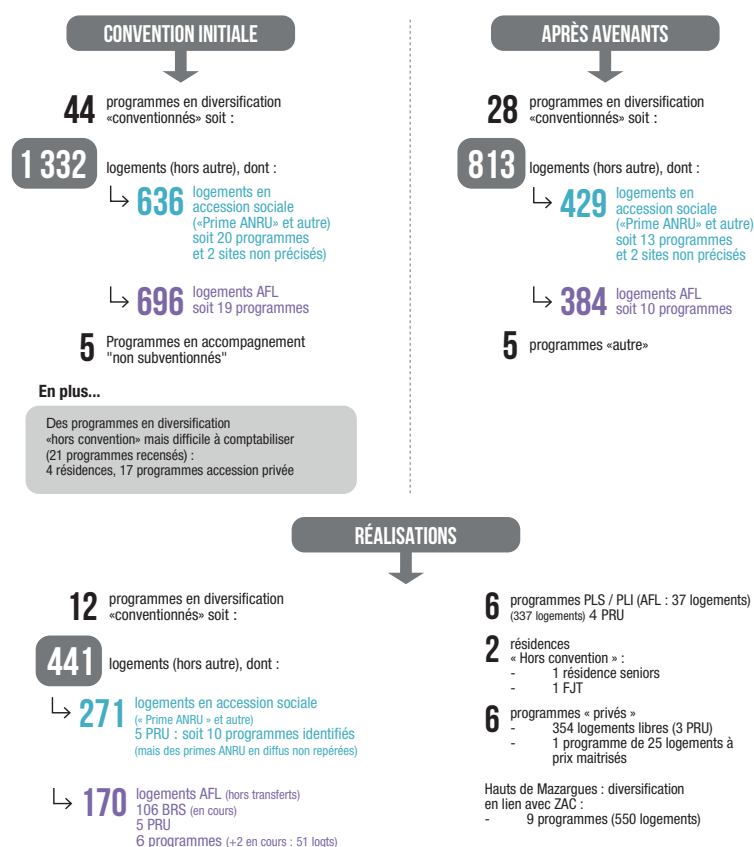 CONVENTION INITIALE
44 programmes en diversification
«conventionnés» soit :
1 332 logements (hors autre), dont :
636 logements en
accession sociale
(«Prime ANRU» et autre)
soit 20 programmes
et 2 sites non précisés)
696 logements AFL
soit 19 programmes
5 Programmes en accompagnement
"non subventionnés"
En plus...
Des programmes en diversification
«hors convention» mais difficile à comptabiliser
(21 programmes recensés) :
4 résidences, 17 programmes accession privée
APRÈS AVENANTS
28 programmes en diversification
«conventionnés» soit :
813 logements (hors autre), dont :
429 logements en
accession sociale
(«Prime ANRU» et autre)
soit 13 programmes
et 2 sites non précisés
384 logements AFL
soit 10 programmes
5 programmes «autre»
RÉALISATIONS
12 programmes en diversification
«conventionnés» soit :
441 logements (hors autre), dont :
271 logements en accession sociale
(« Prime ANRU » et autre)
5 PRU : soit 10 programmes identifiés
(mais des primes ANRU en diffus non repérées)
170 logements AFL (hors transferts)
106 BRS (en cours)
5 PRU
6 programmes (+2 en cours : 51 logts)
6 programmes PLS / PLI (AFL : 37 logements)
(337 logements) 4 PRU
2 résidences
« Hors convention » :
- 1 résidence seniors
- 1 FJT
6 programmes « privés »
- 354 logements libres (3 PRU)
- 1 programme de 25 logements à
prix maitrisés
Hauts de Mazargues : diversification
en lien avec ZAC :
- 9 programmes (550 logements)